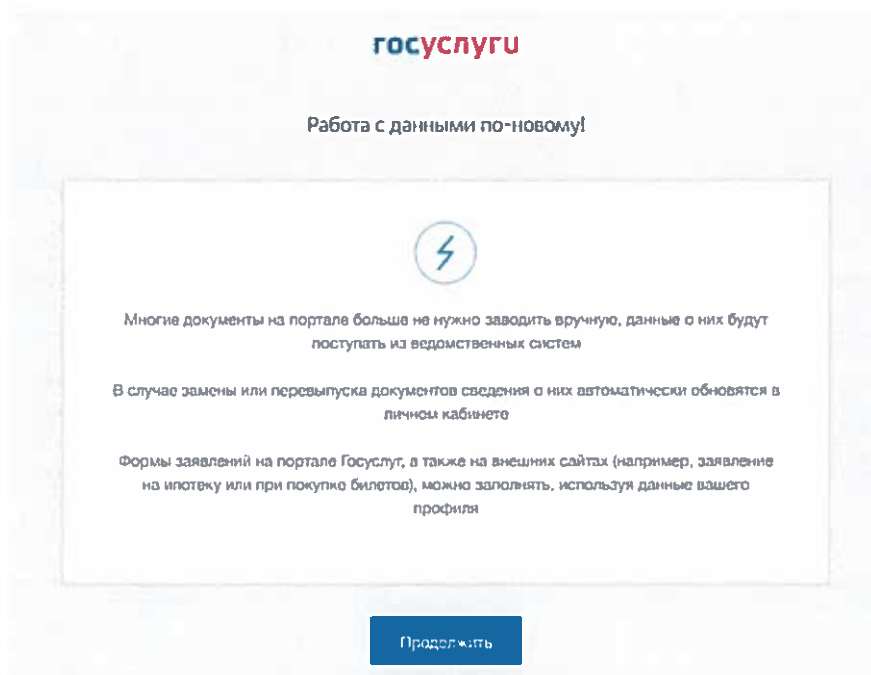 госуслуги
Работа с данными по-новому!
Многие документы на портале больше не нужно заводить вручную, данные о них будут
поступать из ведомственных систем
В случае замены или перевыпуска документов сведения о них автоматически обновятся в
личном кабинете
Формы заявлений на портале Госуслуг, а также на внешних сайтах (например, заявление
на ипотеку или при покупке билетов), можно заполнять, используя данные вашего
профиля
Продолжить